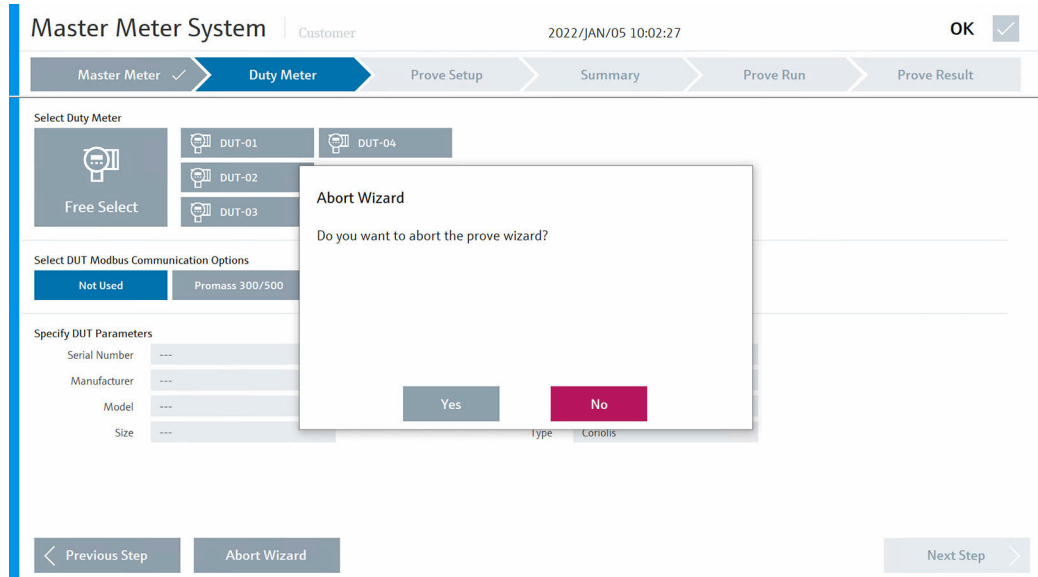 Master Meter System Customer 2022/JAN/05 10:02:27 OK
Master Meter Duty Meter Prove Setup Summary Prove Run Prove Result
Select Duty Meter
Free Select
DUT-01 DUT-04
DUT-02
DUT-03
Abort Wizard
Do you want to abort the prove wizard?
Yes No
Select DUT Modbus Communication Options
Not Used Promass 300/500
Specify DUT Parameters
Serial Number ---
Manufacturer ---
Model ---
Size --- Type Coriolis
Previous Step Abort Wizard Next Step